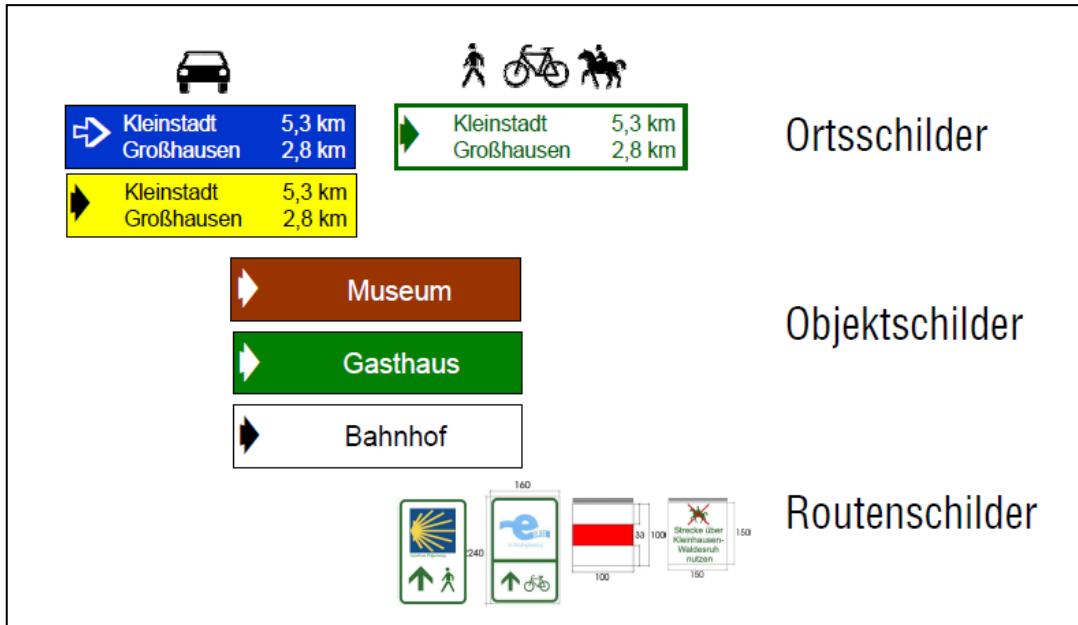 Kleinstadt 5,3 km
Großhausen 2,8 km
Kleinstadt 5,3 km
Großhausen 2,8 km
Ortsschilder
Kleinstadt 5,3 km
Großhausen 2,8 km
Museum
Objektschilder
Gasthaus
Bahnhof
Routenschilder
160
240
33
100
100
Strecke über
Kleinhausen-
Waldesruh
nutzen
150
150